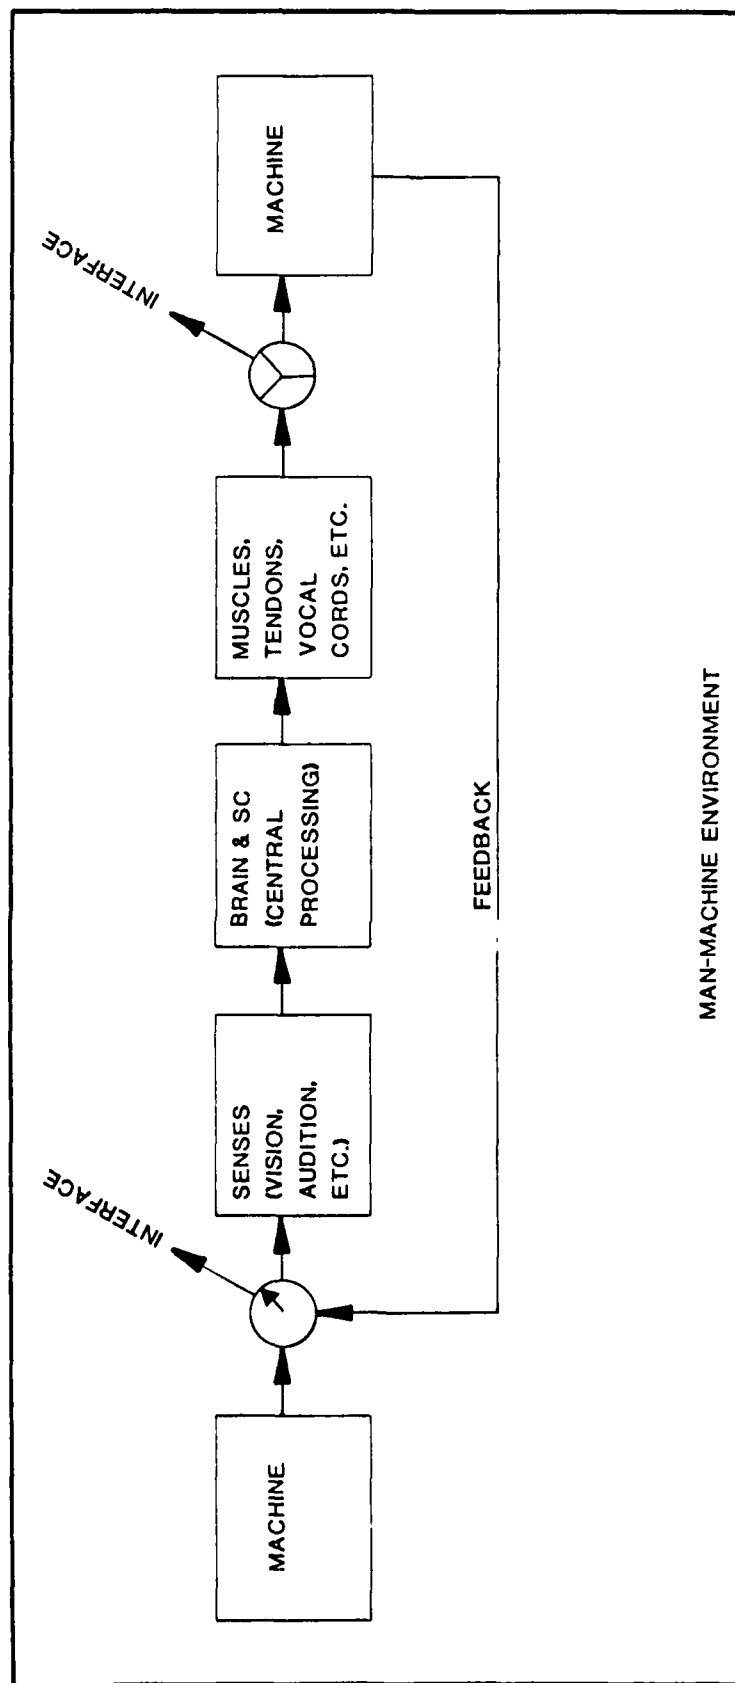 MACHINE
INTERFACE
SENSES
(VISION,
AUDITION,
ETC.)
BRAIN & SC
(CENTRAL
PROCESSING)
MUSCLES,
TENDONS,
VOCAL
CORDS, ETC.
INTERFACE
MACHINE
FEEDBACK
MAN-MACHINE ENVIRONMENT